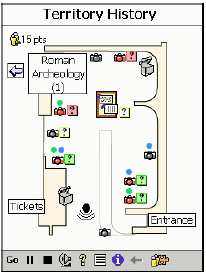 Territory History
15 pts
Roman
Archeology
(1)
?
?
?
?
?
?
Tickets
Entrance
Go
?
i